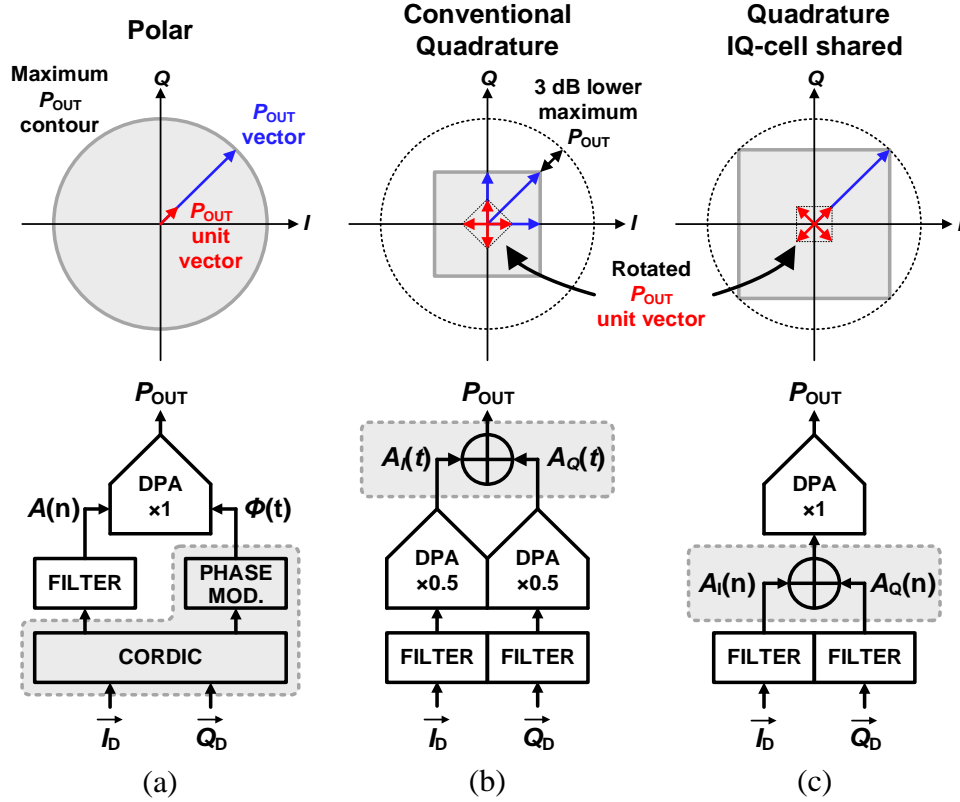 Polar
Q
Maximum
POUT
contour
POUT
vector
POUT
unit
vector
I
POUT
DPA
×1
A(n)
Φ(t)
FILTER
PHASE
MOD.
CORDIC
ID
QD
(a)
Conventional
Quadrature
Q
3 dB lower
maximum
POUT
I
Rotated
POUT
unit vector
POUT
AI(t)
AQ(t)
DPA
×0.5
DPA
×0.5
FILTER
FILTER
ID
QD
(b)
Quadrature
IQ-cell shared
Q
I
POUT
DPA
×1
AI(n)
AQ(n)
FILTER
FILTER
ID
QD
(c)